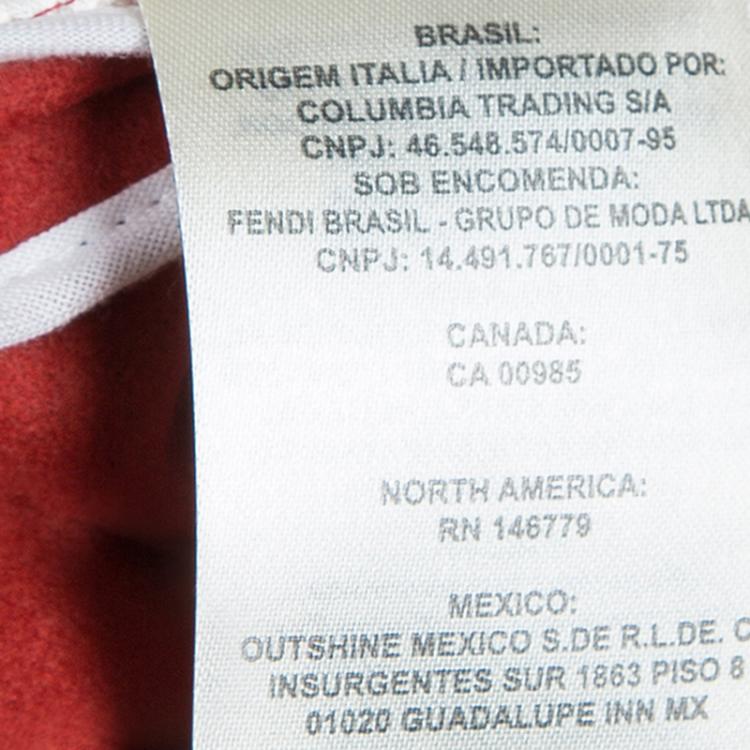 BRASIL:
ORIGEM ITALIA / IMPORTADO POR:
COLUMBIA TRADING S/A
CNPJ: 46.548.574/0007-95
SOB ENCOMENDA:
FENDI BRASIL - GRUPO DE MODA LTDA
CNPJ: 14.491.767/0001-75
CANADA:
CA 00985
NORTH AMERICA:
RN 146779
MEXICO:
OUTSHINE MEXICO S.DE R.L.DE. C
INSURGENTES SUR 1863 PISO 8
01020 GUADALUPE INN MX